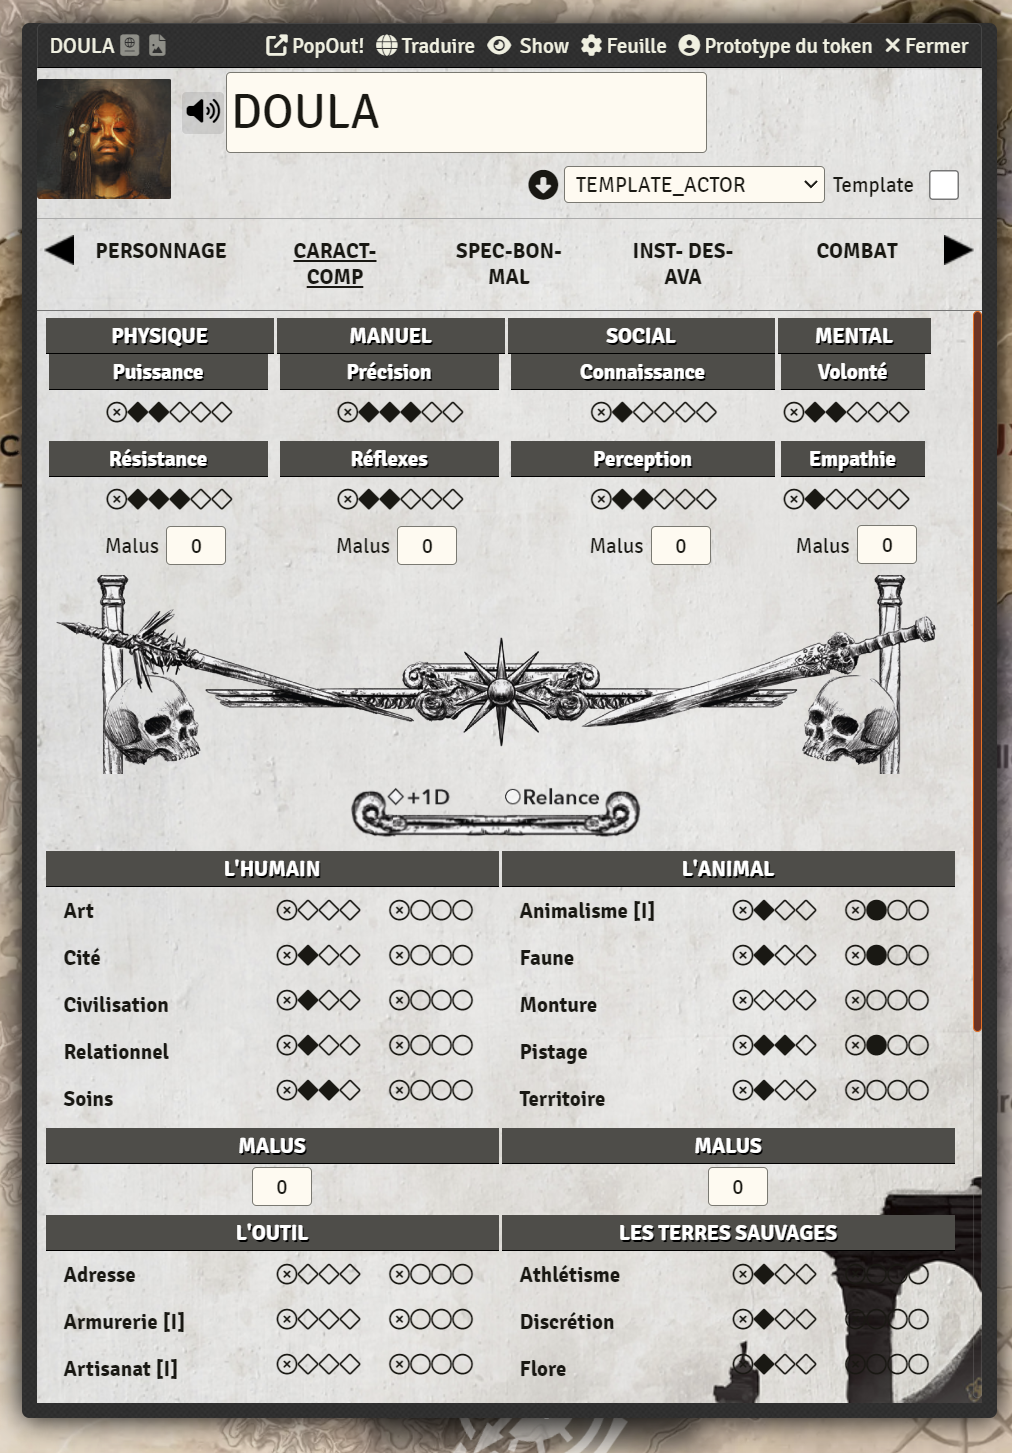 DOULA PopOut! Traduire Show Feuille Prototype du token Fermer
DOULA
TEMPLATE_ACTOR Template
PERSONNAGE CARACT-COMP SPEC-BON-MAL INST- DES-AVA COMBAT
PHYSIQUE MANUEL SOCIAL MENTAL
Puissance Précision Connaissance Volonté
Résistance Réflexes Perception Empathie
Malus 0 Malus 0 Malus 0 Malus 0
+1D Relance
L'HUMAIN L'ANIMAL
Art Animalisme [I]
Cité Faune
Civilisation Monture
Relationnel Pistage
Soins Territoire
MALUS MALUS
0 0
L'OUTIL LES TERRES SAUVAGES
Adresse Athlétisme
Armurerie [I] Discrétion
Artisanat [I] Flore